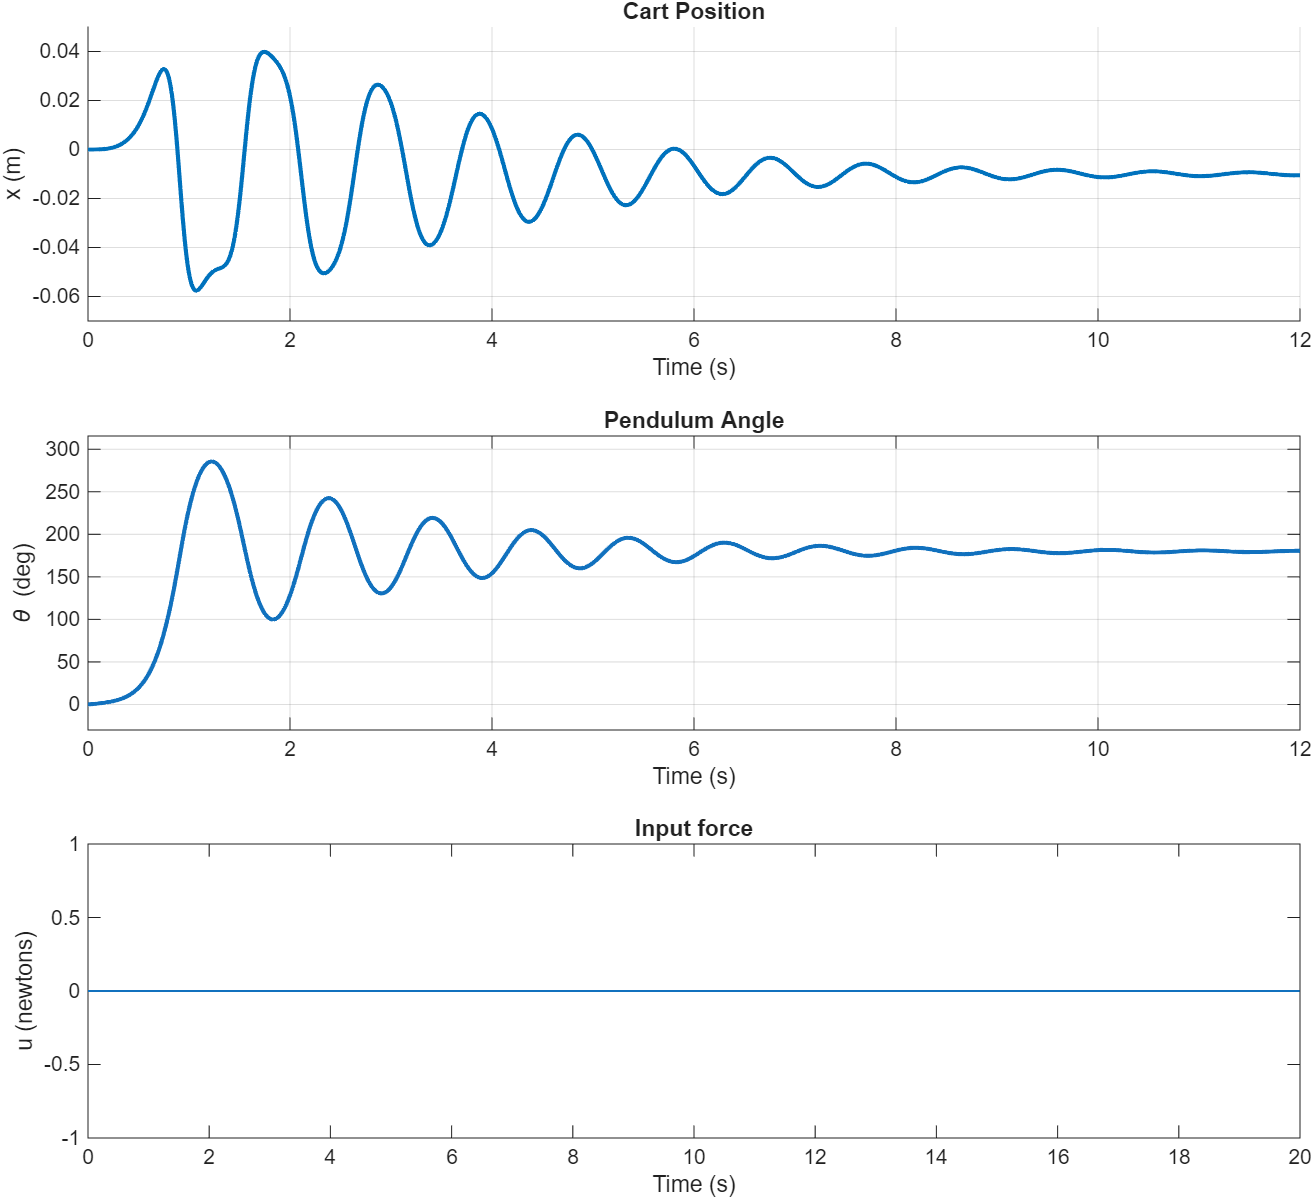 Cart Position
0.04
0.02
0
-0.02
-0.04
-0.06
x (m)
0 2 4 6 8 10 12
Time (s)
Pendulum Angle
300
250
200
150
100
50
0
θ (deg)
0 2 4 6 8 10 12
Time (s)
Input force
1
0.5
0
-0.5
-1
u (newtons)
0 2 4 6 8 10 12 14 16 18 20
Time (s)